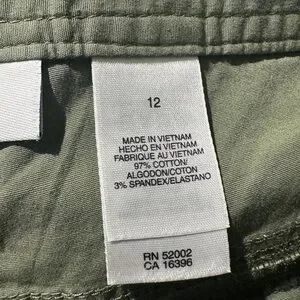 12
MADE IN VIETNAM
HECHO EN VIETNAM
FABRIQUE AU VIETNAM
97% COTTON/
ALGODON/COTON
3% SPANDEX/ELASTANO
RN 52002
CA 16396